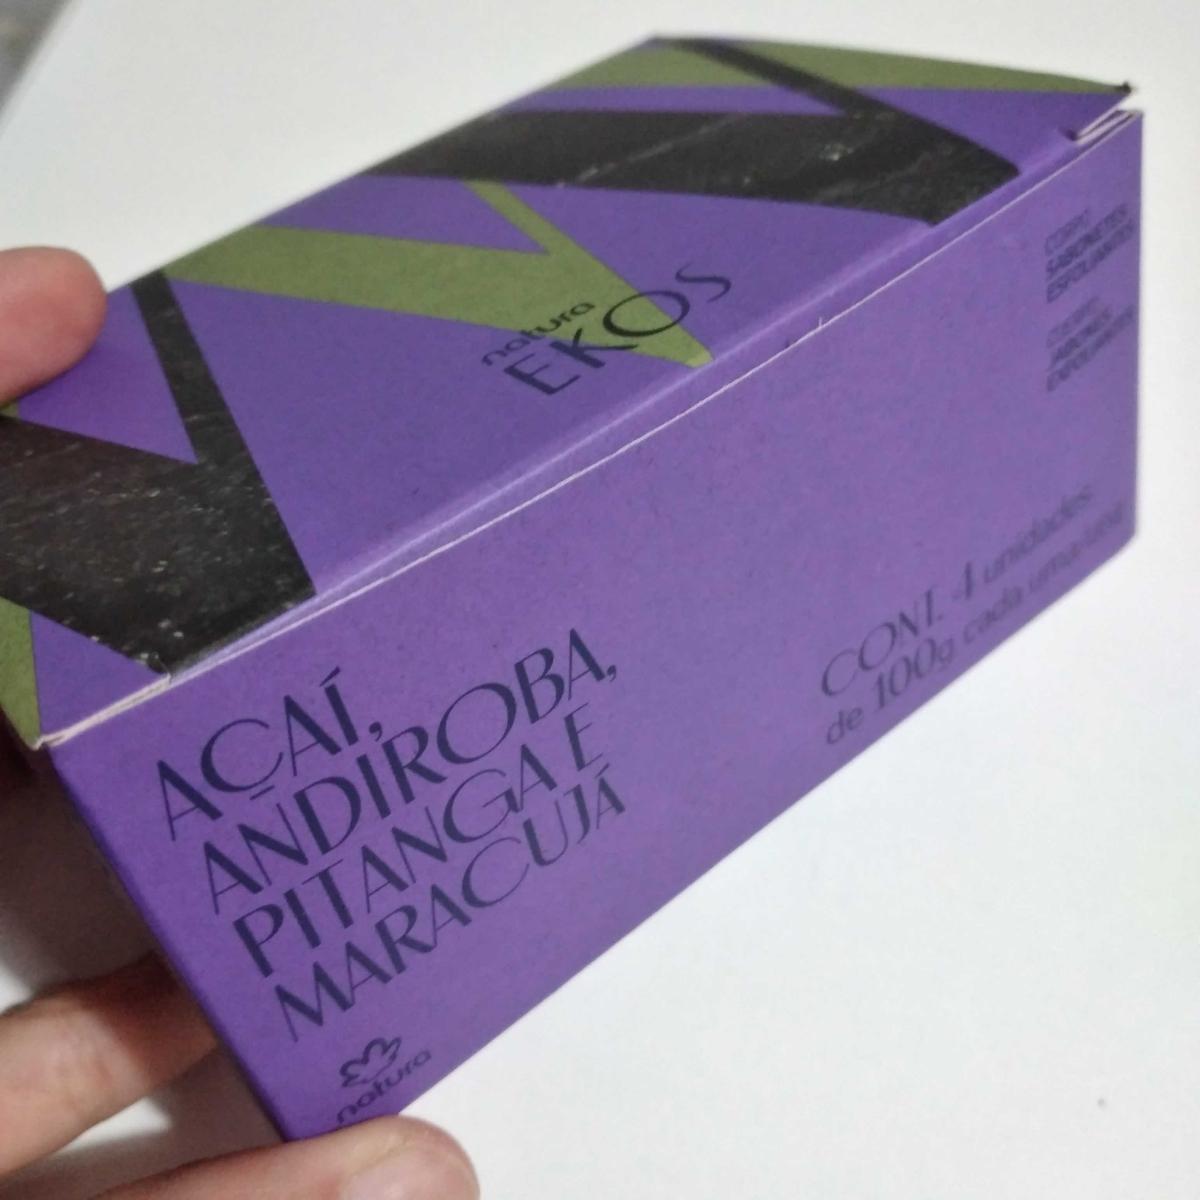 natura
EKOS
CORPO
SABONETES
ESFOLIANTES
CUERPO
JABONES
EXFOLIANTES
AÇAÍ,
ANDIROBA,
PITANGA E
MARACUJÁ
CONT. 4 unidades:
de 100g cada uma/una
natura